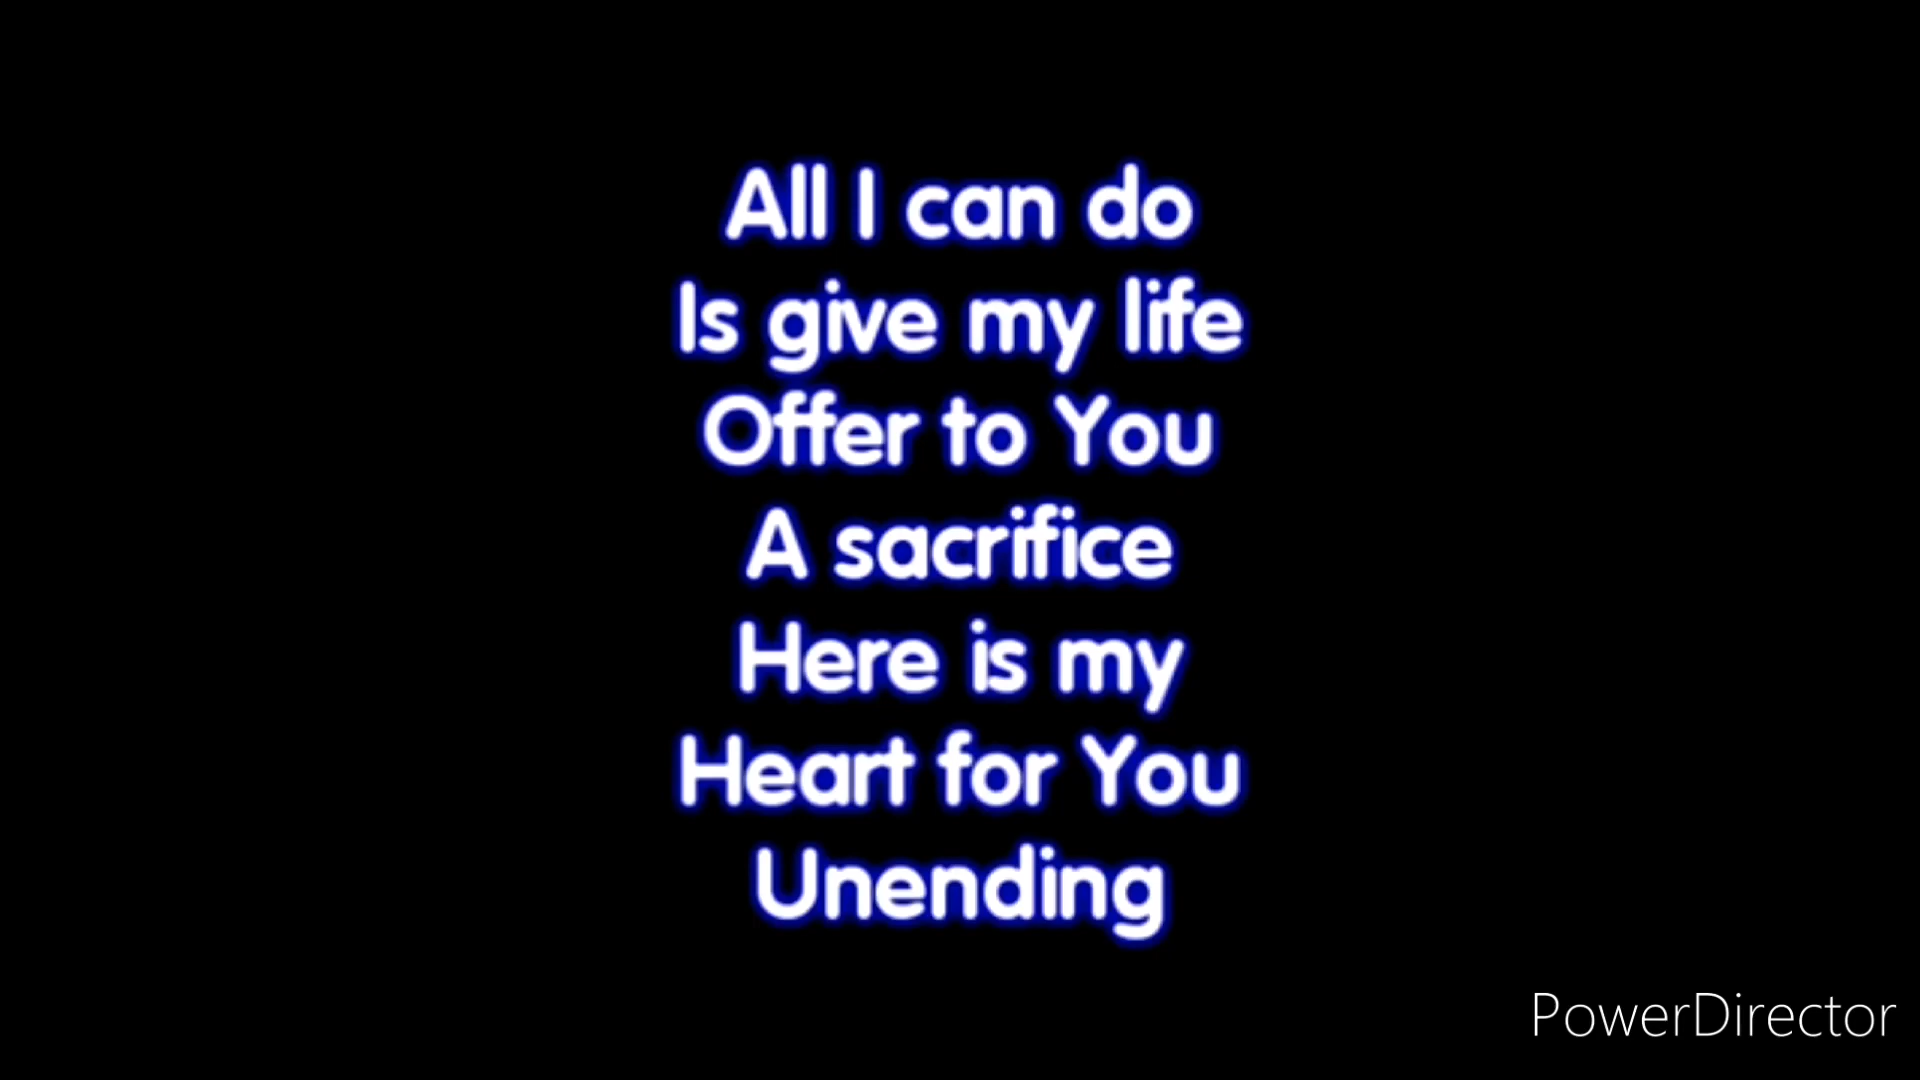 All I can do
Is give my life
Offer to You
A sacrifice
Here is my
Heart for You
Unending
PowerDirector